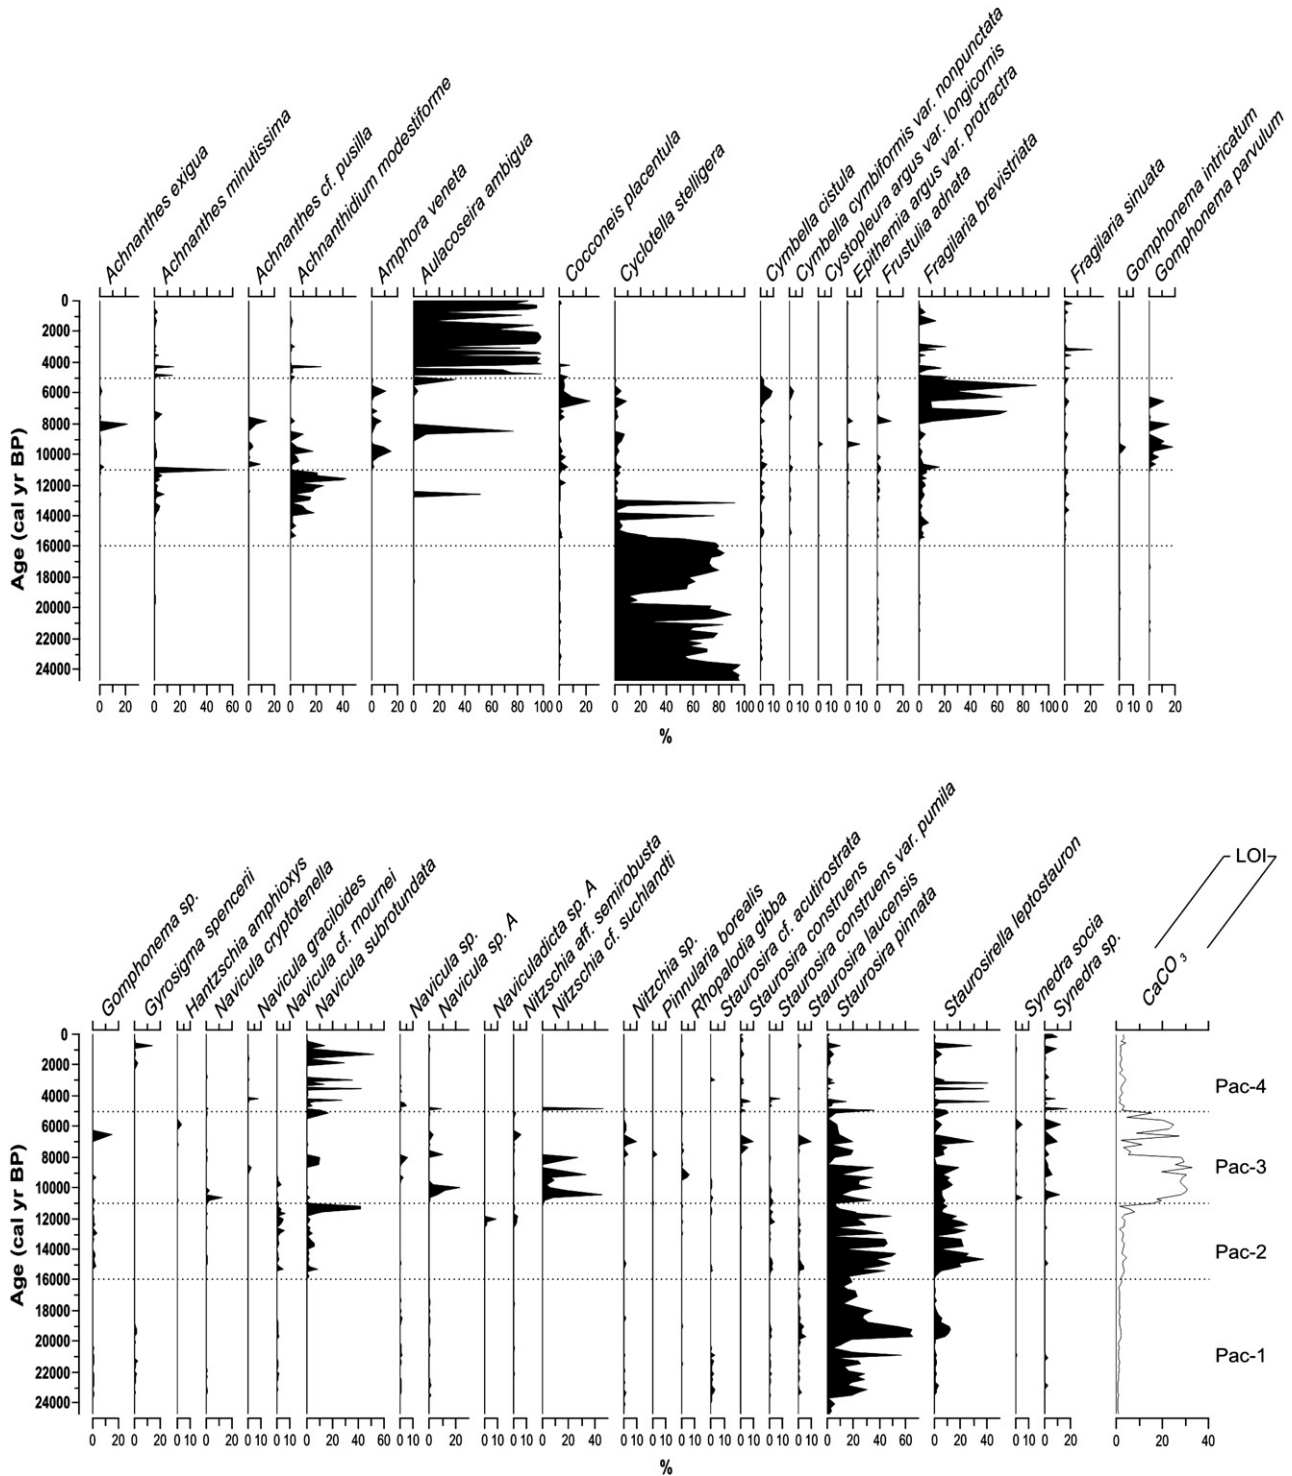 Achnanthes exigua
Achnanthes minutissima
Achnanthes cf. pusilla
Achnanthidium modestiforme
Amphora veneta
Aulacoseira ambigua
Cocconeis placentula
Cyclotella stelligera
Cymbella cistula
Cymbella cymbiformis var. nonpunctata
Cystopleura argus var. longicornis
Epithemia argus var. protractra
Frustulia adnata
Fragilaria brevistriata
Fragilaria sinuata
Gomphonema intricatum
Gomphonema parvulum
Age (cal yr BP)
0
2000
4000
6000
8000
10000
12000
14000
16000
18000
20000
22000
24000
0 20
0 10 20 30 40 50 60
0 10
0 20 40
0 10
0 20 40 60 80 100
0 20
0 20 40 60 80 100
0 10
0 10
0 10
0 10
0 20
0 20 40 60 80 100
0 20
0 10
0 20
%
Gomphonema sp.
Gyrosigma spencerii
Hantzschia amphioxys
Navicula cryptotenella
Navicula graciloides
Navicula cf. mournei
Navicula subrotundata
Navicula sp.
Navicula sp. A
Naviculadicta sp. A
Nitzschia aff. semirobusta
Nitzschia cf. suchlandti
Nitzchia sp.
Pinnularia borealis
Rhopalodia gibba
Staurosira cf. acutirostrata
Staurosira construens
Staurosira construens var. pumila
Staurosira laucensis
Staurosira pinnata
Staurosirella leptostauron
Synedra socia
Synedra sp.
LOI
CaCO3
Age (cal yr BP)
0
2000
4000
6000
8000
10000
12000
14000
16000
18000
20000
22000
24000
Pac-4
Pac-3
Pac-2
Pac-1
0 20
0 20
0 10
0 10
0 10
0 10
0 10 20 30 40 50 60
0 10
0 20
0 10
0 10
0 20 40
0 10
0 10
0 10
0 10
0 10
0 10
0 10
0 20 40 60
0 20 40
0 10
0 20
0 20 40
%